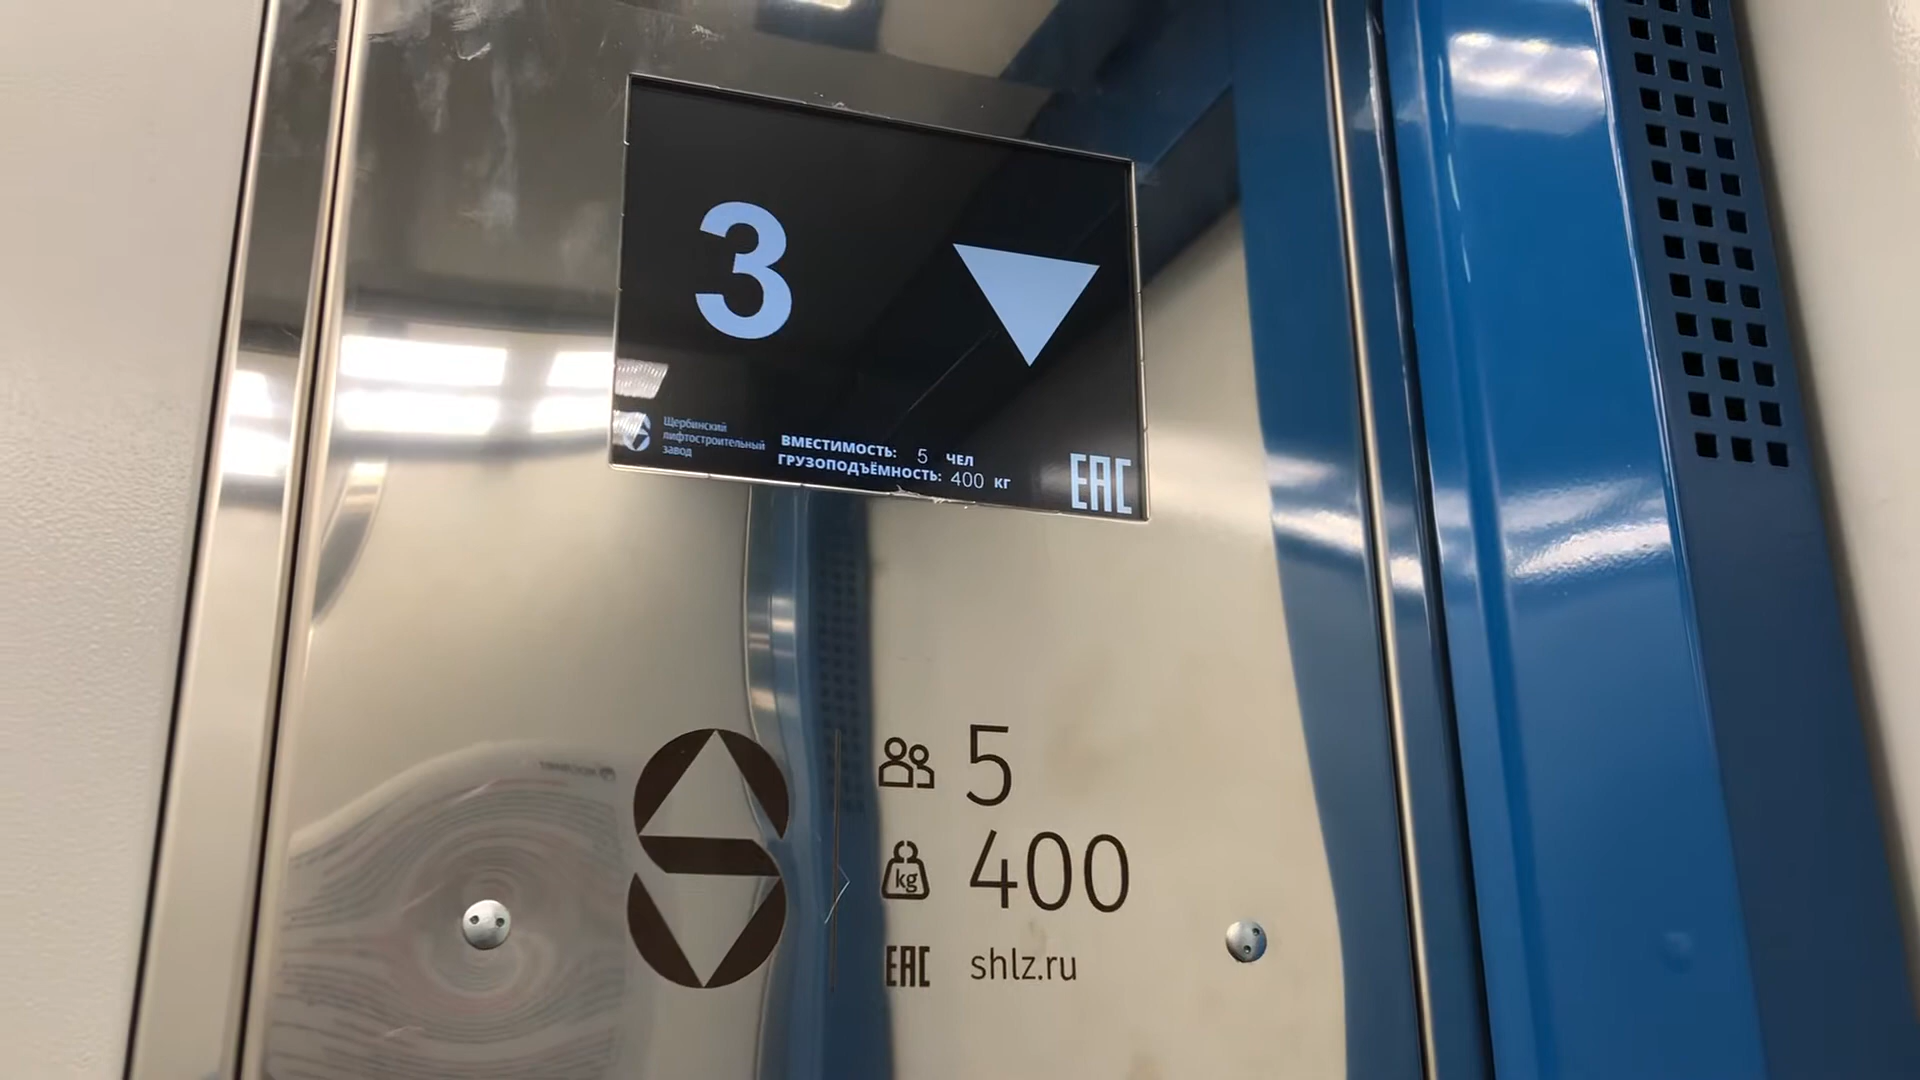 3
Щербинский
лифтостроительный
завод
ВМЕСТИМОСТЬ: 5 ЧЕЛ
ГРУЗОПОДЪЁМНОСТЬ: 400 КГ
EAC
5
kg 400
EAC shlz.ru